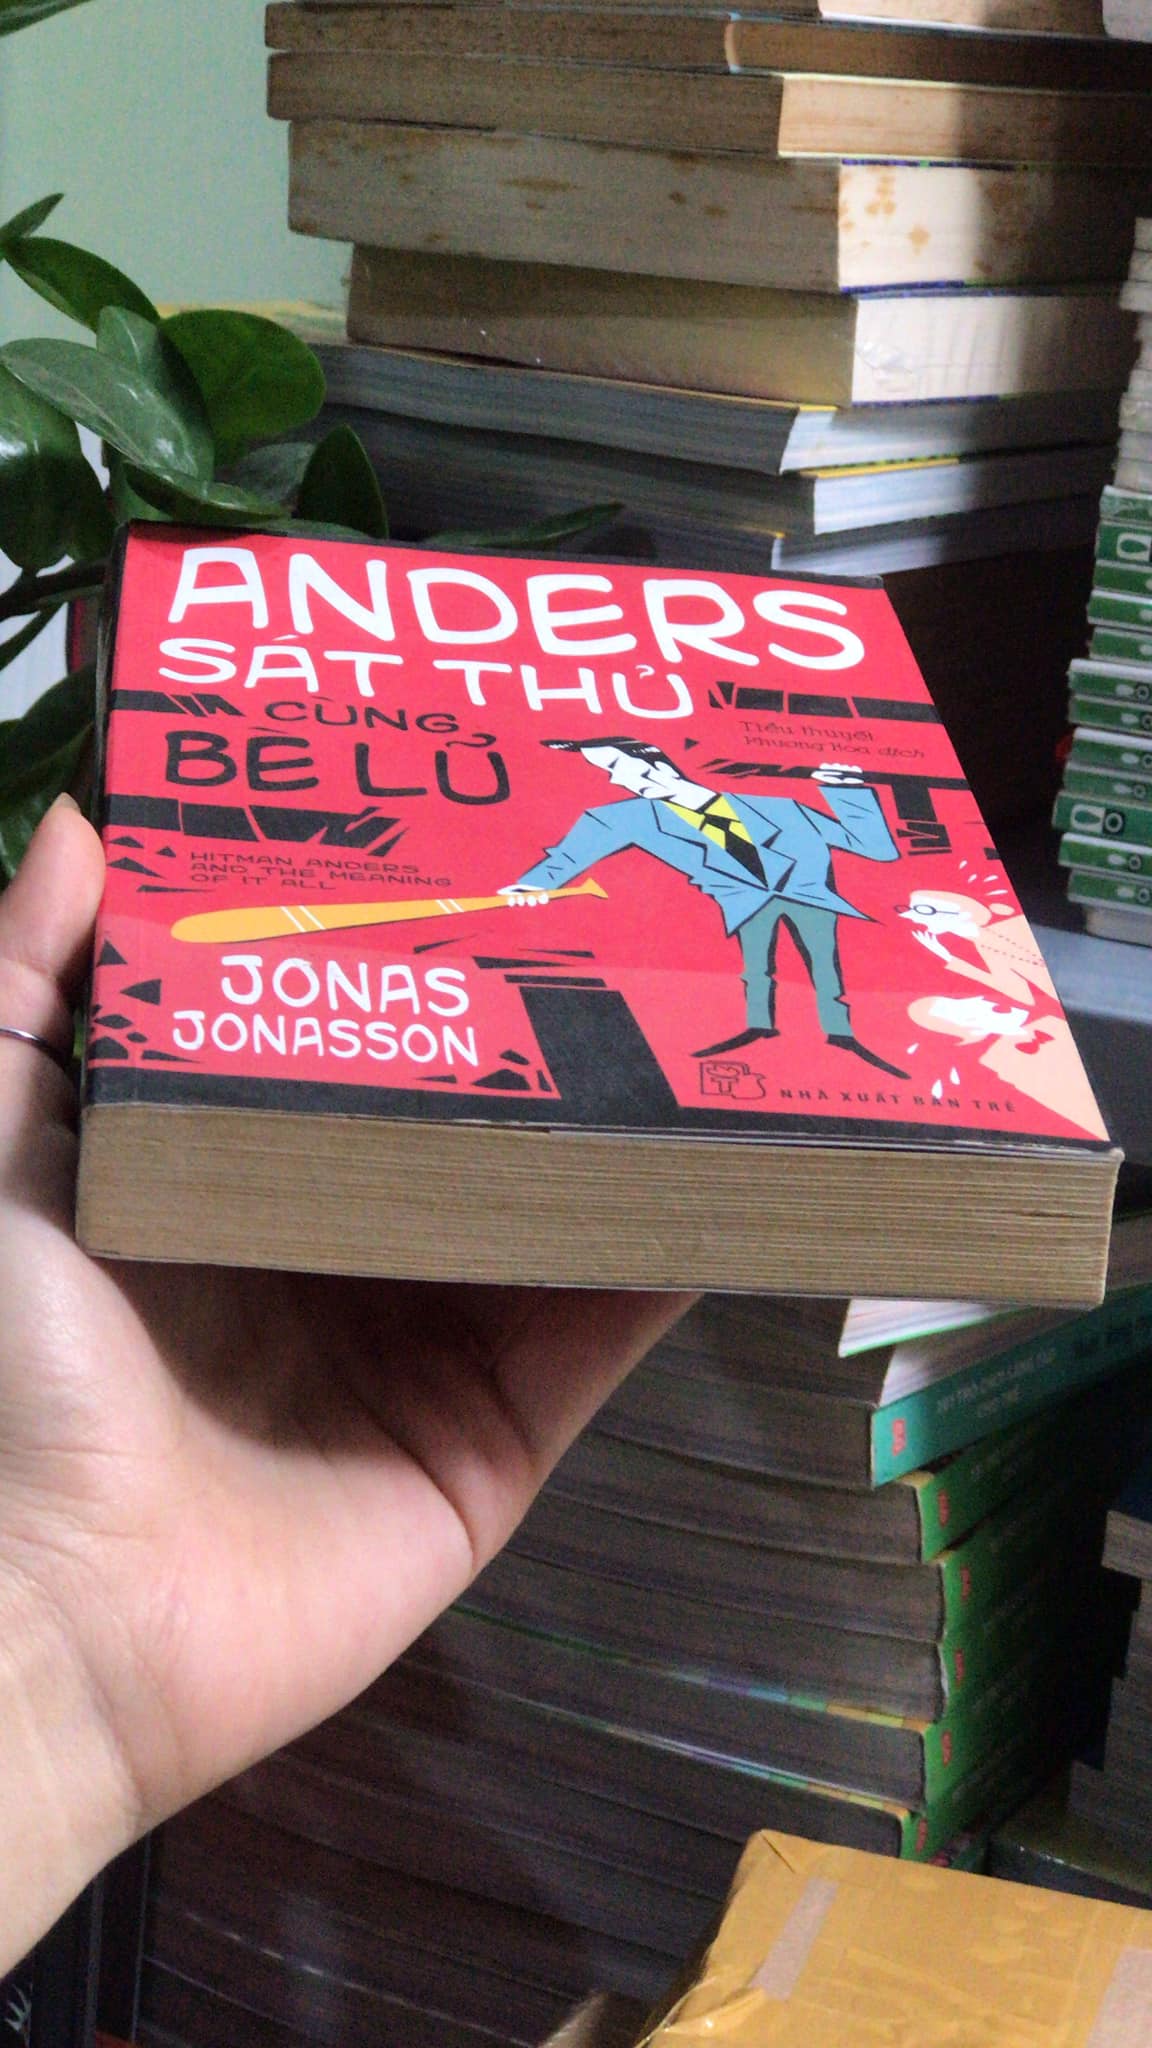 ANDERS
SÁT THỦ
CÙNG
BÈ LŨ
Tiểu thuyết
Phương Hoa dịch
HITMAN ANDERS
AND THE MEANING
OF IT ALL
JONAS
JONASSON
NHÀ XUẤT BẢN TRẺ